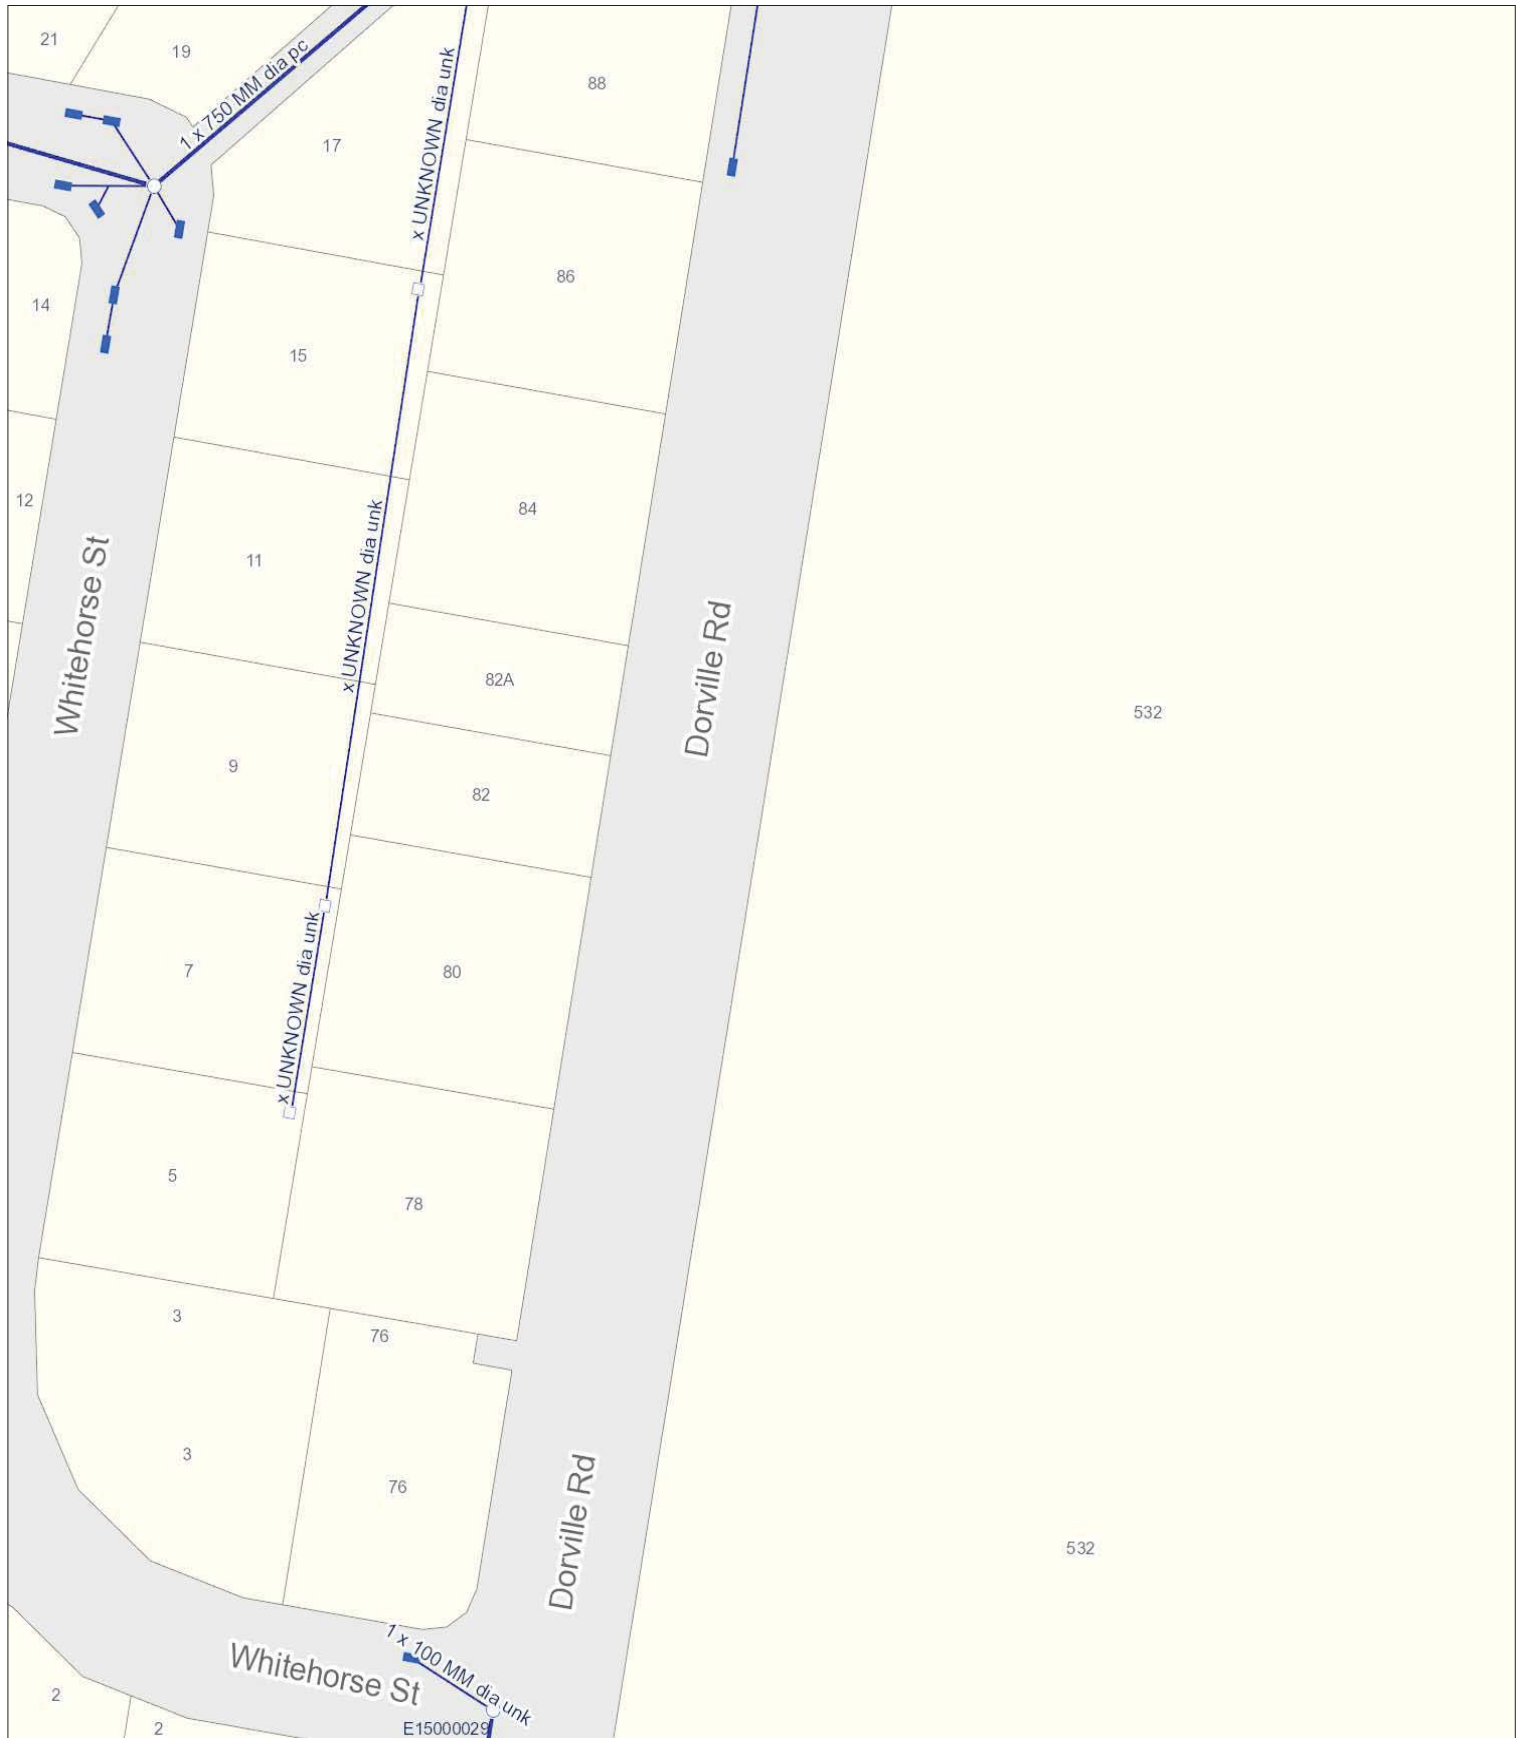 21
19
1 x 750 MM dia pc
x UNKNOWN dia unk
88
17
86
14
15
12
84
11
x UNKNOWN dia unk
Whitehorse St
Dorville Rd
82A
532
9
82
7
80
x UNKNOWN dia unk
5
78
3
76
3
76
Dorville Rd
532
1 x 100 MM dia unk
Whitehorse St
2
2
E15000029